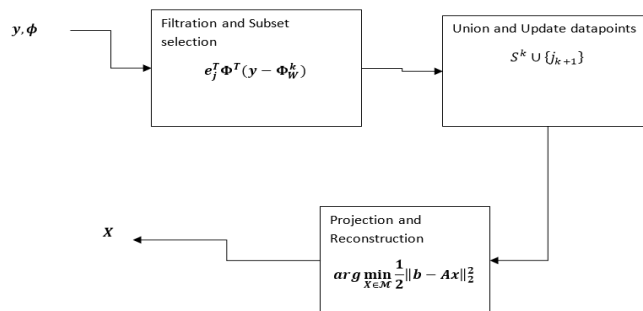 y, ϕ
Filtration and Subset
selection
e_j^T Φ^T (y − Φ_W^k)
Union and Update datapoints
S^k ∪ {j_{k+1}}
Projection and
Reconstruction
arg min_{X∈ℳ} 1/2 ‖b − Ax‖_2^2
X